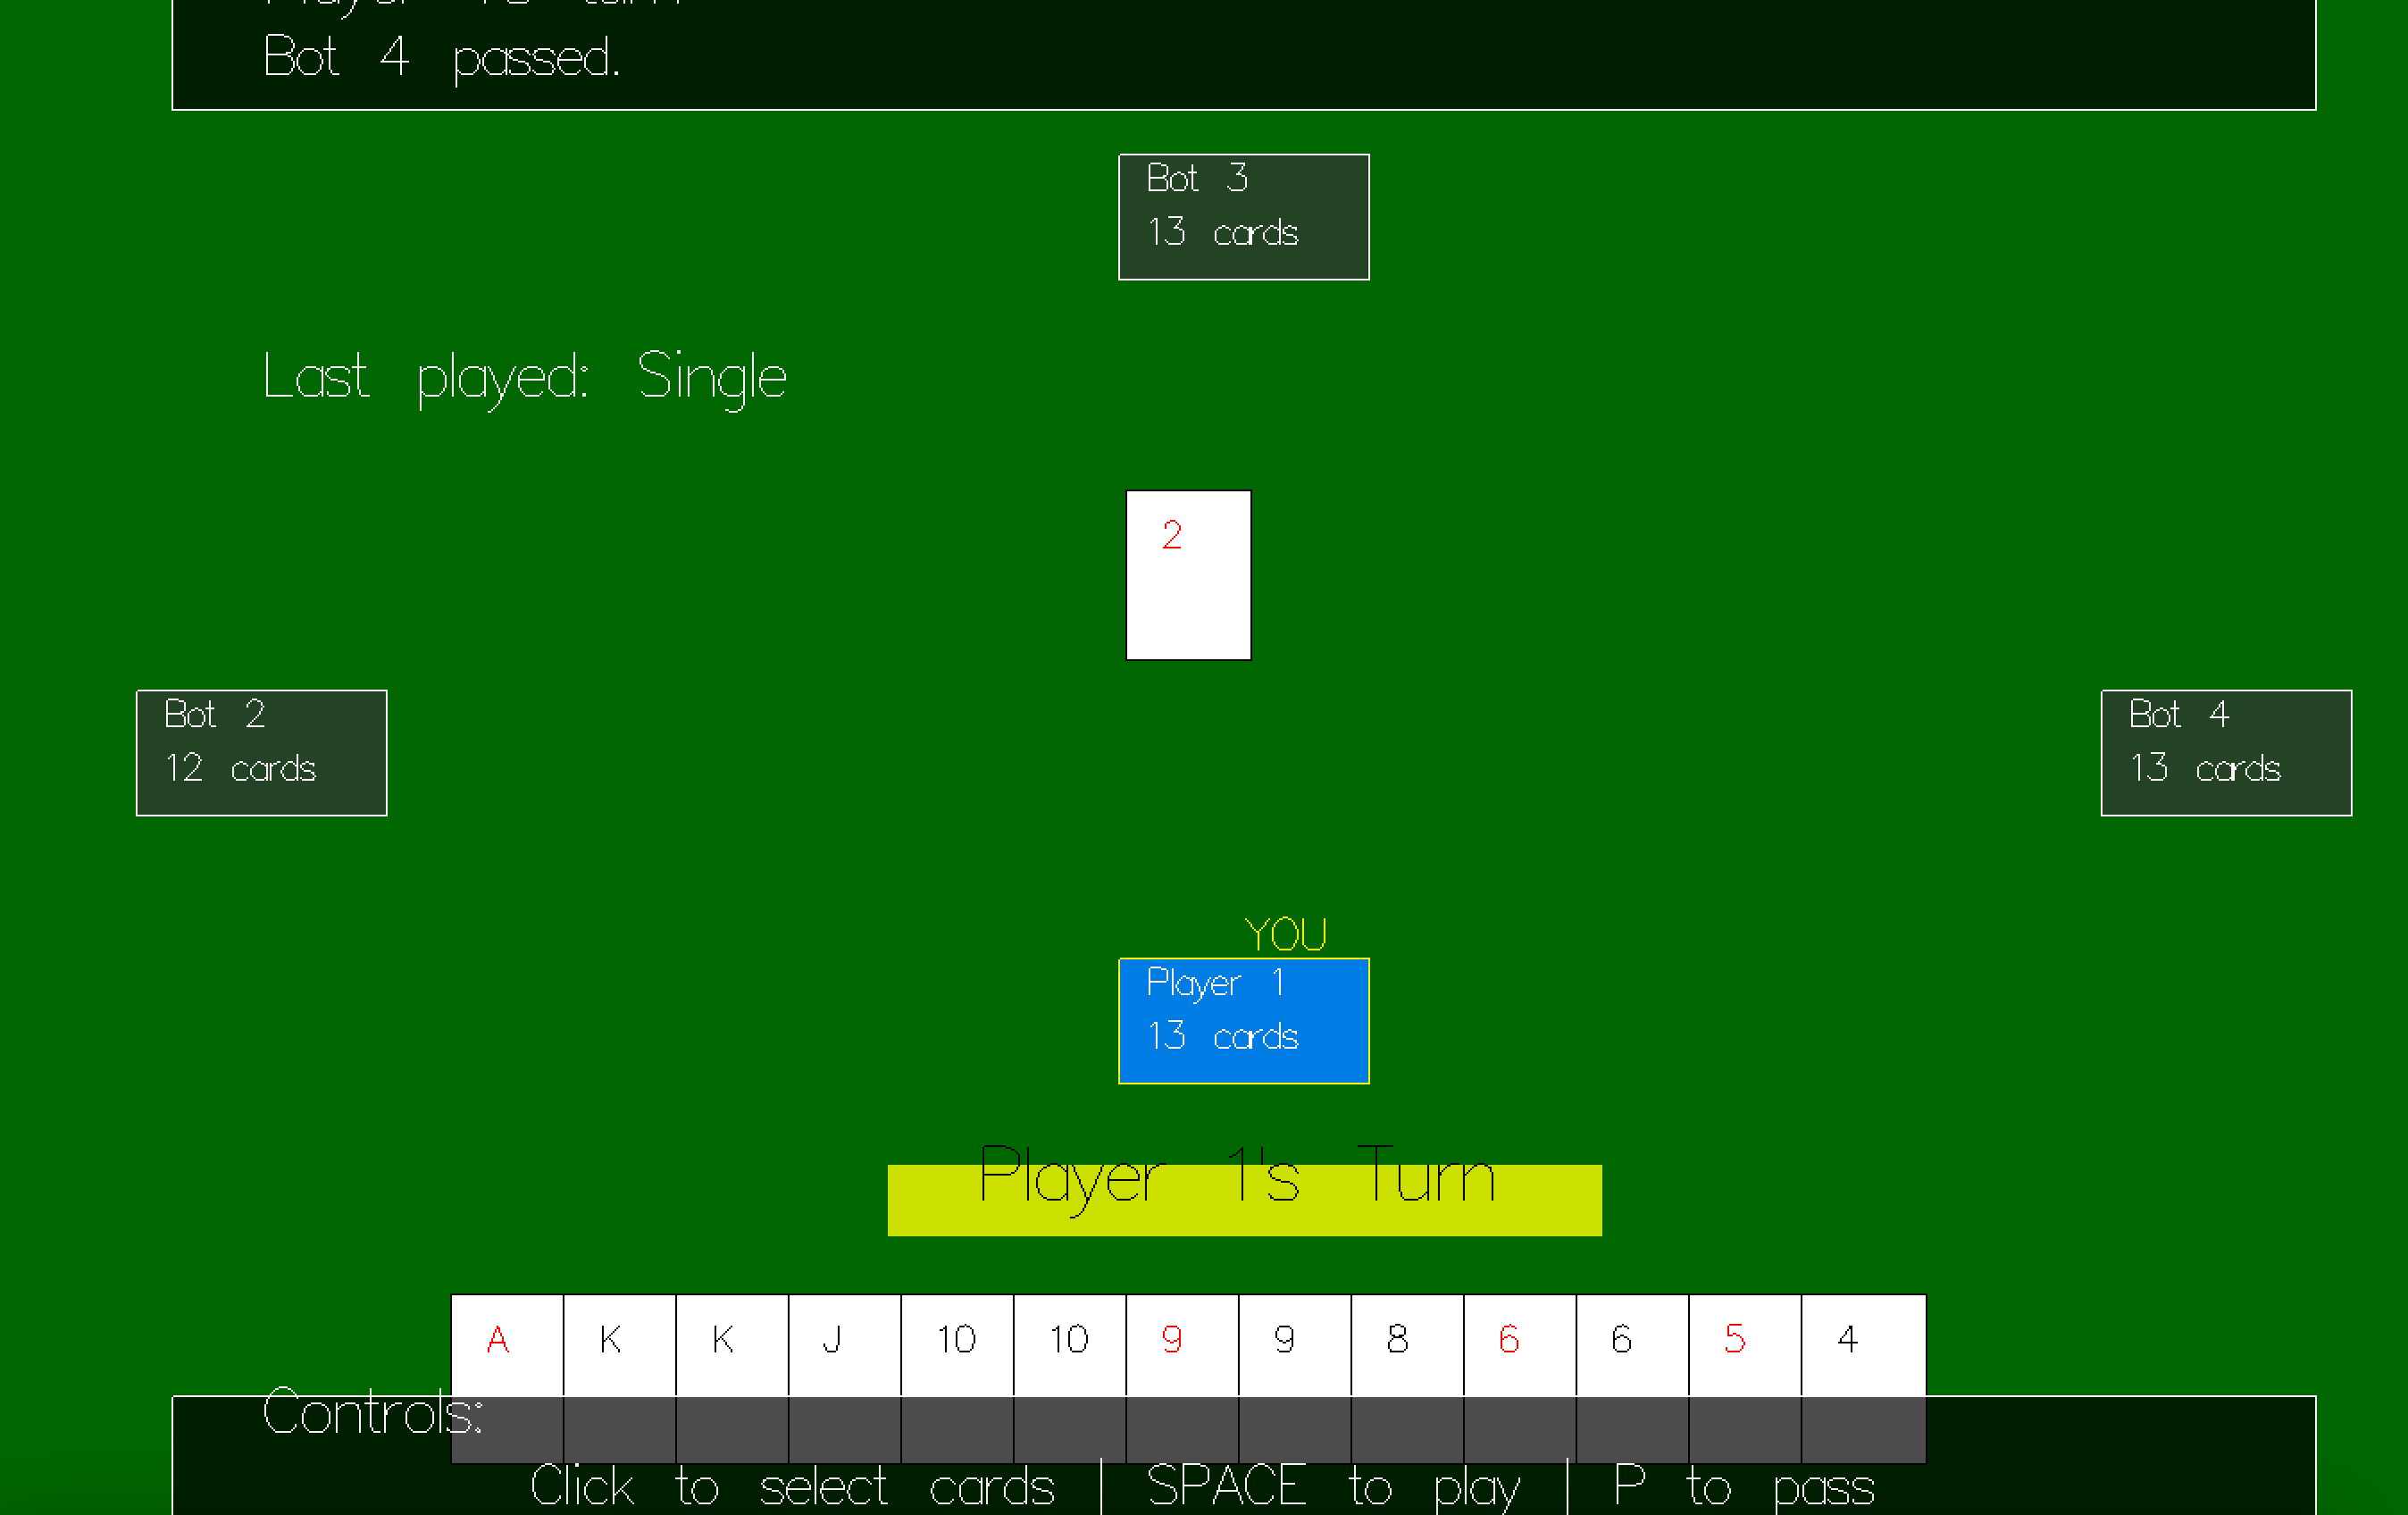 Bot 4 passed.
Bot 3
13 cards
Last played: Single
2
Bot 2
12 cards
Bot 4
13 cards
YOU
Player 1
13 cards
Player 1's Turn
A K K J 10 10 9 9 8 6 6 5 4
Controls:
Click to select cards | SPACE to play | P to pass